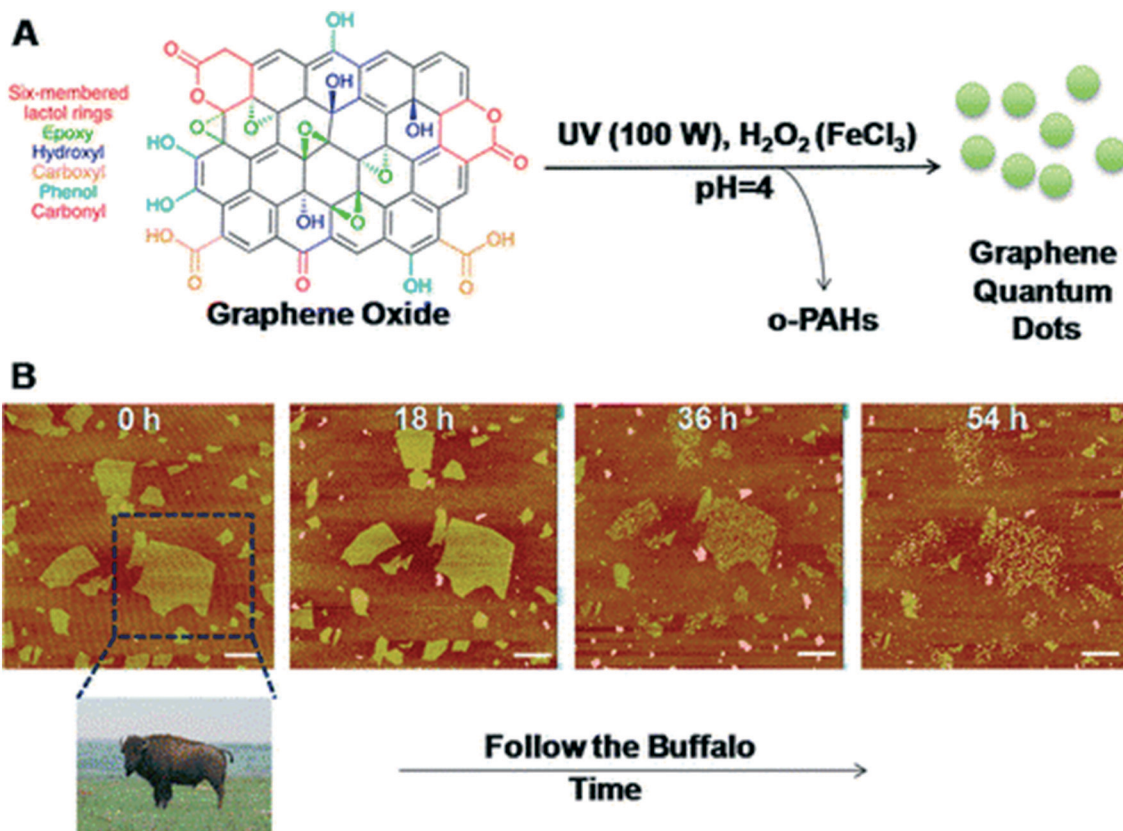 A
OH
O
Six-membered
lactol rings
Epoxy
Hydroxyl
Carboxyl
Phenol
Carbonyl
O
O
O
OH
O
OH
O
O
HO
O
HO
OH
O
HO
O
O
OH
O
OH
Graphene Oxide
UV (100 W), H₂O₂ (FeCl₃)
pH=4
o-PAHs
Graphene
Quantum
Dots
B
0 h
18 h
36 h
54 h
Follow the Buffalo
Time